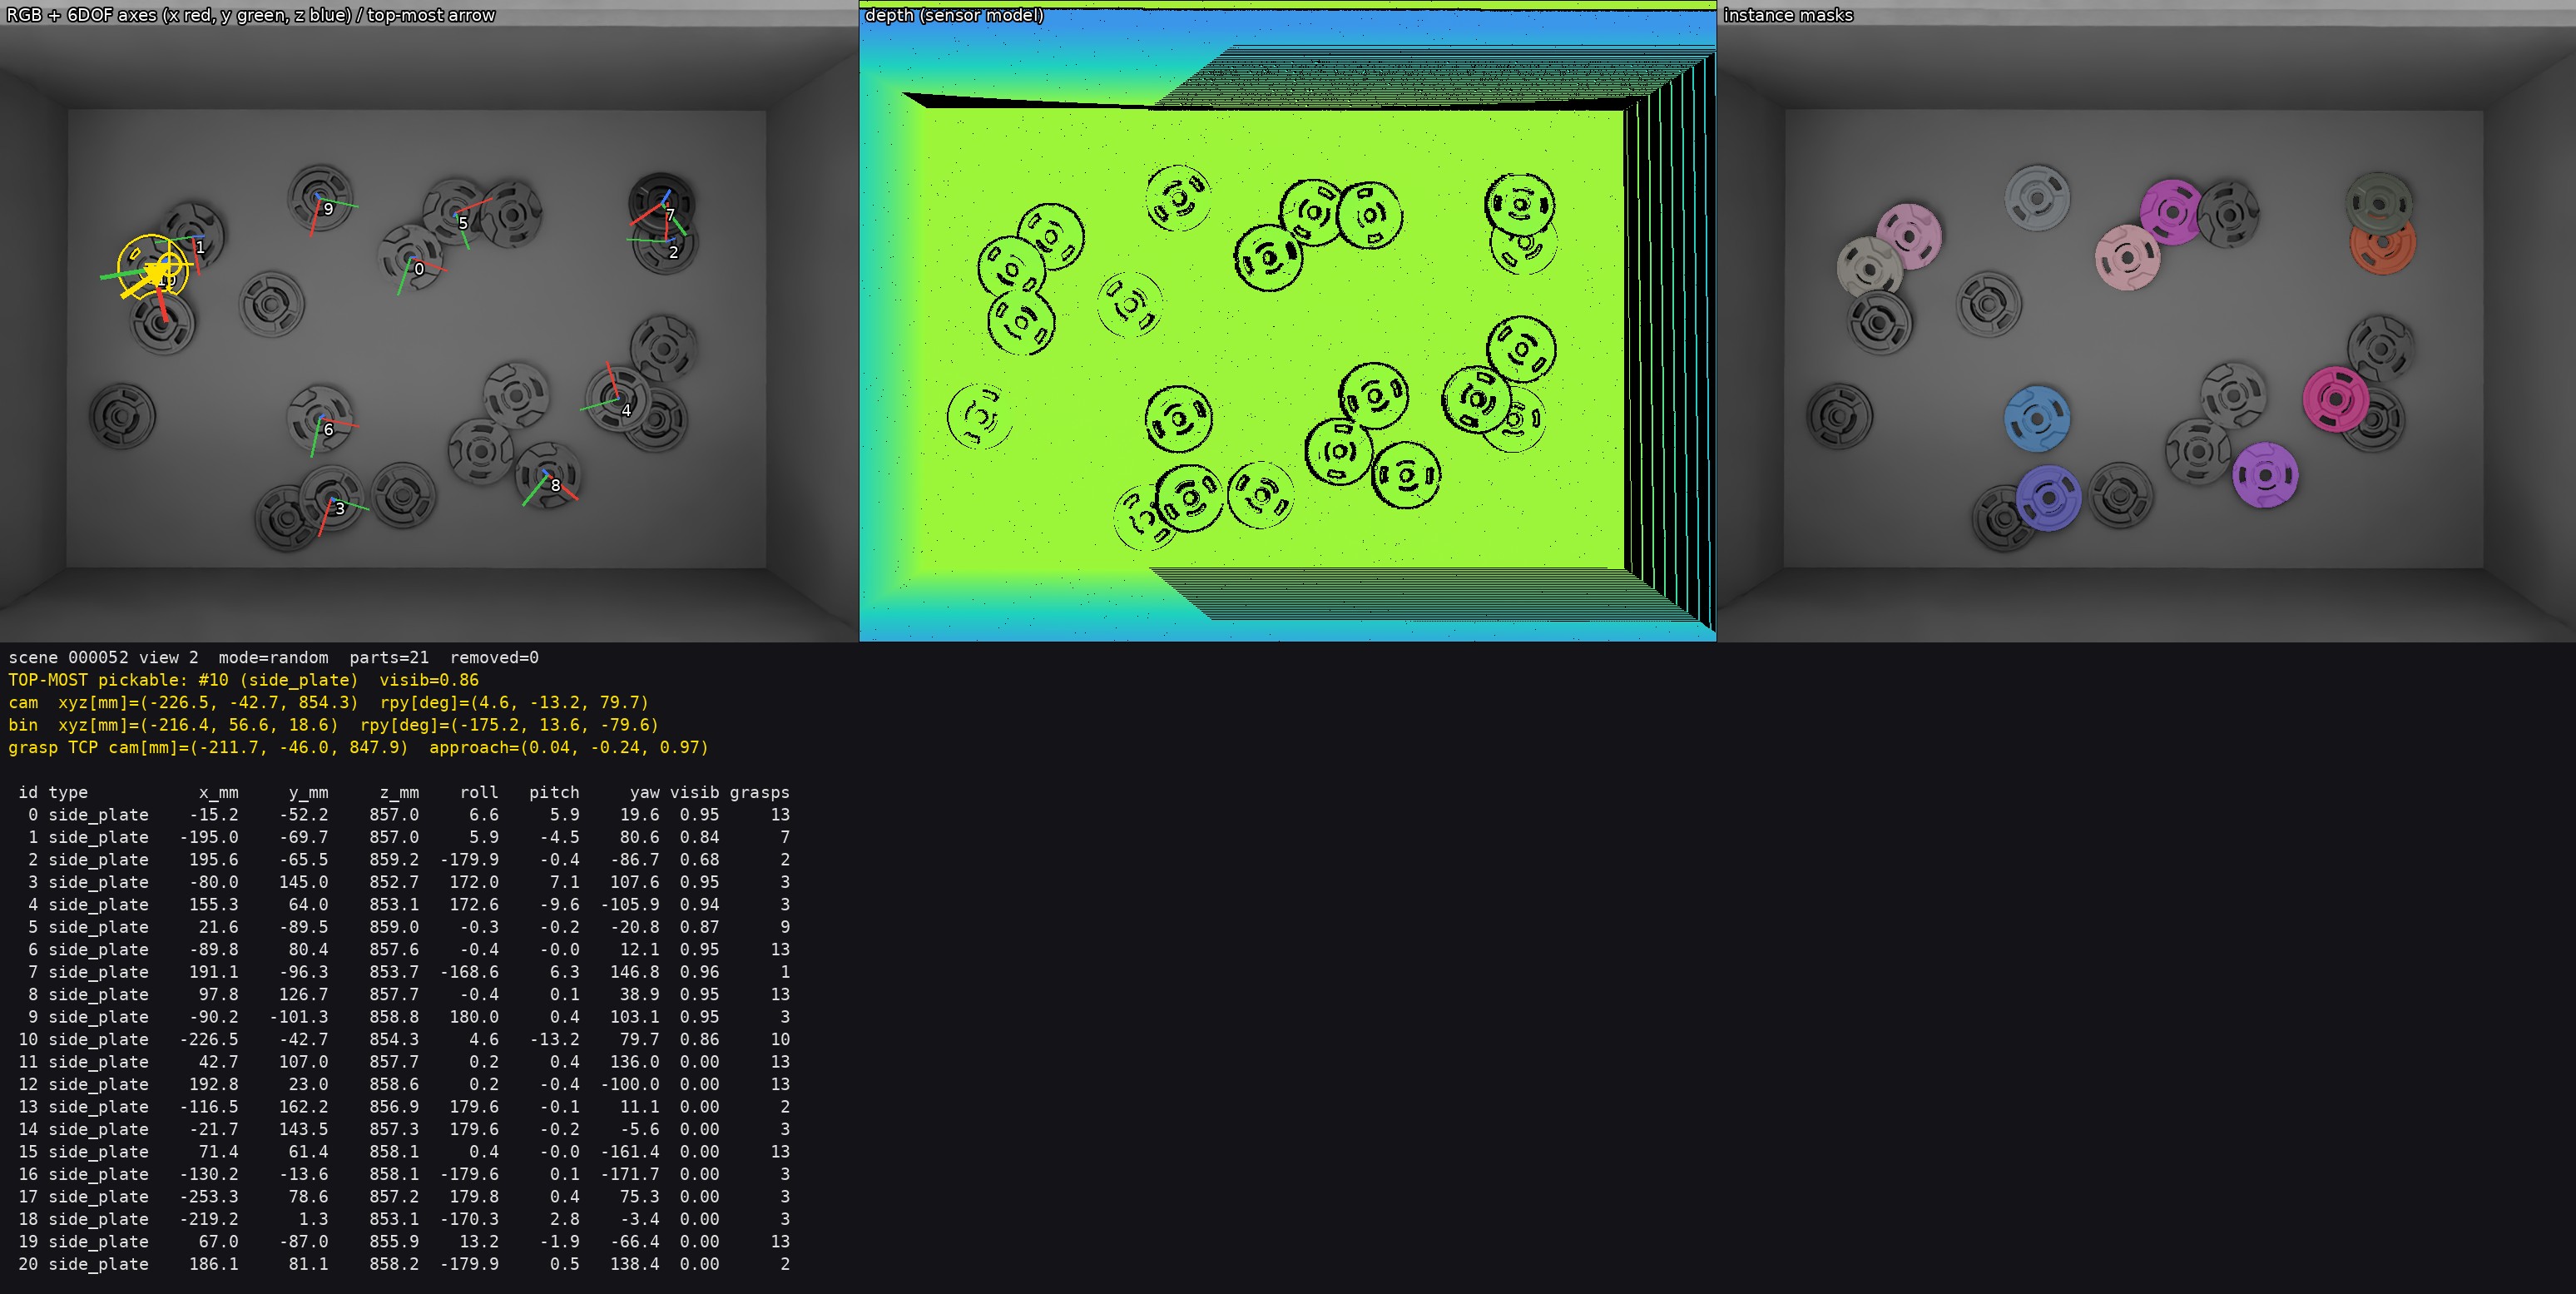 RGB + 6DOF axes (x red, y green, z blue) / top-most arrow
depth (sensor model)
instance masks
9
5
7
1
2
0
10
4
6
8
3
scene 000052 view 2  mode=random  parts=21  removed=0
TOP-MOST pickable: #10 (side_plate)  visib=0.86
cam  xyz[mm]=(-226.5, -42.7, 854.3)  rpy[deg]=(4.6, -13.2, 79.7)
bin  xyz[mm]=(-216.4, 56.6, 18.6)  rpy[deg]=(-175.2, 13.6, -79.6)
grasp TCP cam[mm]=(-211.7, -46.0, 847.9)  approach=(0.04, -0.24, 0.97)
id type x_mm y_mm z_mm roll pitch yaw visib grasps
0 side_plate -15.2 -52.2 857.0 6.6 5.9 19.6 0.95 13
1 side_plate -195.0 -69.7 857.0 5.9 -4.5 80.6 0.84 7
2 side_plate 195.6 -65.5 859.2 -179.9 -0.4 -86.7 0.68 2
3 side_plate -80.0 145.0 852.7 172.0 7.1 107.6 0.95 3
4 side_plate 155.3 64.0 853.1 172.6 -9.6 -105.9 0.94 3
5 side_plate 21.6 -89.5 859.0 -0.3 -0.2 -20.8 0.87 9
6 side_plate -89.8 80.4 857.6 -0.4 -0.0 12.1 0.95 13
7 side_plate 191.1 -96.3 853.7 -168.6 6.3 146.8 0.96 1
8 side_plate 97.8 126.7 857.7 -0.4 0.1 38.9 0.95 13
9 side_plate -90.2 -101.3 858.8 180.0 0.4 103.1 0.95 3
10 side_plate -226.5 -42.7 854.3 4.6 -13.2 79.7 0.86 10
11 side_plate 42.7 107.0 857.7 0.2 0.4 136.0 0.00 13
12 side_plate 192.8 23.0 858.6 0.2 -0.4 -100.0 0.00 13
13 side_plate -116.5 162.2 856.9 179.6 -0.1 11.1 0.00 2
14 side_plate -21.7 143.5 857.3 179.6 -0.2 -5.6 0.00 3
15 side_plate 71.4 61.4 858.1 0.4 -0.0 -161.4 0.00 13
16 side_plate -130.2 -13.6 858.1 -179.6 0.1 -171.7 0.00 3
17 side_plate -253.3 78.6 857.2 179.8 0.4 75.3 0.00 3
18 side_plate -219.2 1.3 853.1 -170.3 2.8 -3.4 0.00 3
19 side_plate 67.0 -87.0 855.9 13.2 -1.9 -66.4 0.00 13
20 side_plate 186.1 81.1 858.2 -179.9 0.5 138.4 0.00 2